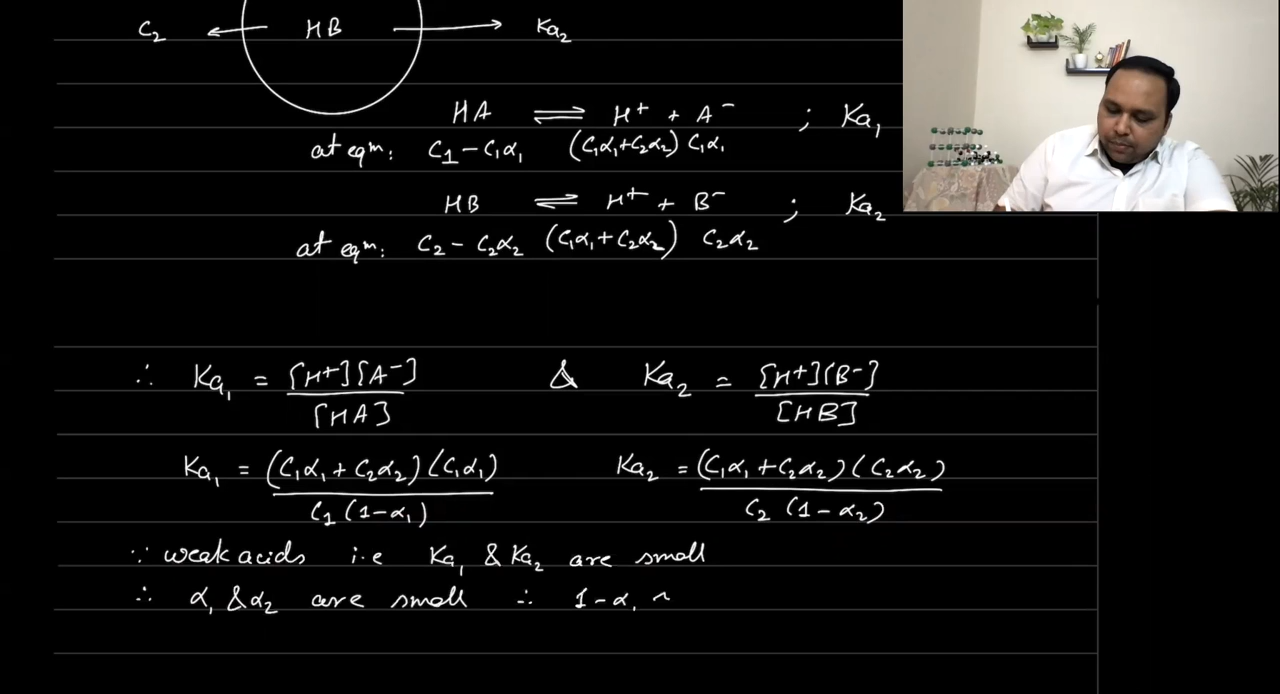 C₂ ← HB → Ka₂
HA ⇌ H⁺ + A⁻ ; Ka₁
at eqm: C₁ – C₁α₁ (C₁α₁+C₂α₂) C₁α₁
HB ⇌ H⁺ + B⁻ ; Ka₂
at eqm: C₂ – C₂α₂ (C₁α₁+C₂α₂) C₂α₂
∴ Ka₁ = [H⁺][A⁻] / [HA] & Ka₂ = [H⁺][B⁻] / [HB]
Ka₁ = (C₁α₁ + C₂α₂)(C₁α₁) / C₁(1–α₁) Ka₂ = (C₁α₁ + C₂α₂)(C₂α₂) / C₂(1–α₂)
∵ weak acids i.e Ka₁ & Ka₂ are small
∴ α₁ & α₂ are small ∴ 1–α₁ ~